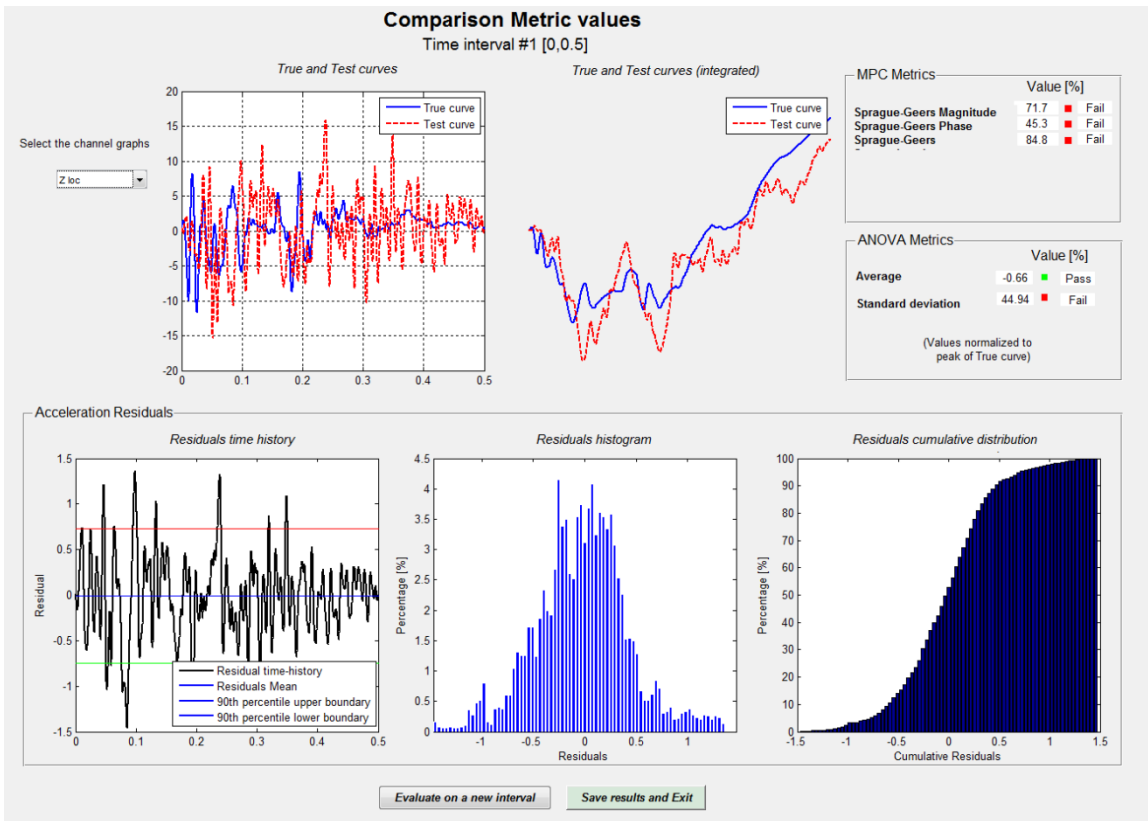 Comparison Metric values
Time interval #1 [0,0.5]
True and Test curves
True curve
Test curve
20
15
10
5
0
-5
-10
-15
-20
0 0.1 0.2 0.3 0.4 0.5
Select the channel graphs
Z loc
True and Test curves (integrated)
True curve
Test curve
MPC Metrics
Value [%]
Sprague-Geers Magnitude 71.7 Fail
Sprague-Geers Phase 45.3 Fail
Sprague-Geers 84.8 Fail
ANOVA Metrics
Value [%]
Average -0.66 Pass
Standard deviation 44.94 Fail
(Values normalized to
peak of True curve)
Acceleration Residuals
Residuals time history
1.5
1
0.5
0
-0.5
-1
-1.5
Residual
Residual time-history
Residuals Mean
90th percentile upper boundary
90th percentile lower boundary
0 0.1 0.2 0.3 0.4 0.5
Residuals histogram
4.5
4
3.5
3
2.5
2
1.5
1
0.5
0
Percentage [%]
-1 -0.5 0 0.5 1
Residuals
Residuals cumulative distribution
100
90
80
70
60
50
40
30
20
10
0
Percentage [%]
-1.5 -1 -0.5 0 0.5 1 1.5
Cumulative Residuals
Evaluate on a new interval
Save results and Exit